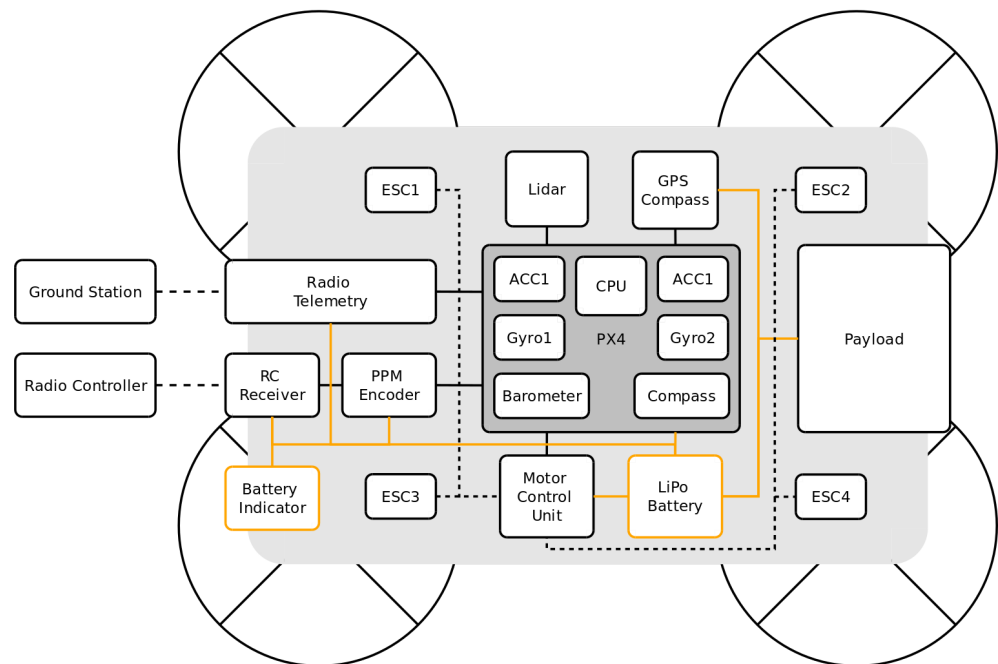 ESC1
Lidar
GPS
Compass
ESC2
Ground Station
Radio
Telemetry
ACC1
CPU
ACC1
Gyro1
PX4
Gyro2
Payload
Radio Controller
RC
Receiver
PPM
Encoder
Barometer
Compass
Battery
Indicator
ESC3
Motor
Control
Unit
LiPo
Battery
ESC4